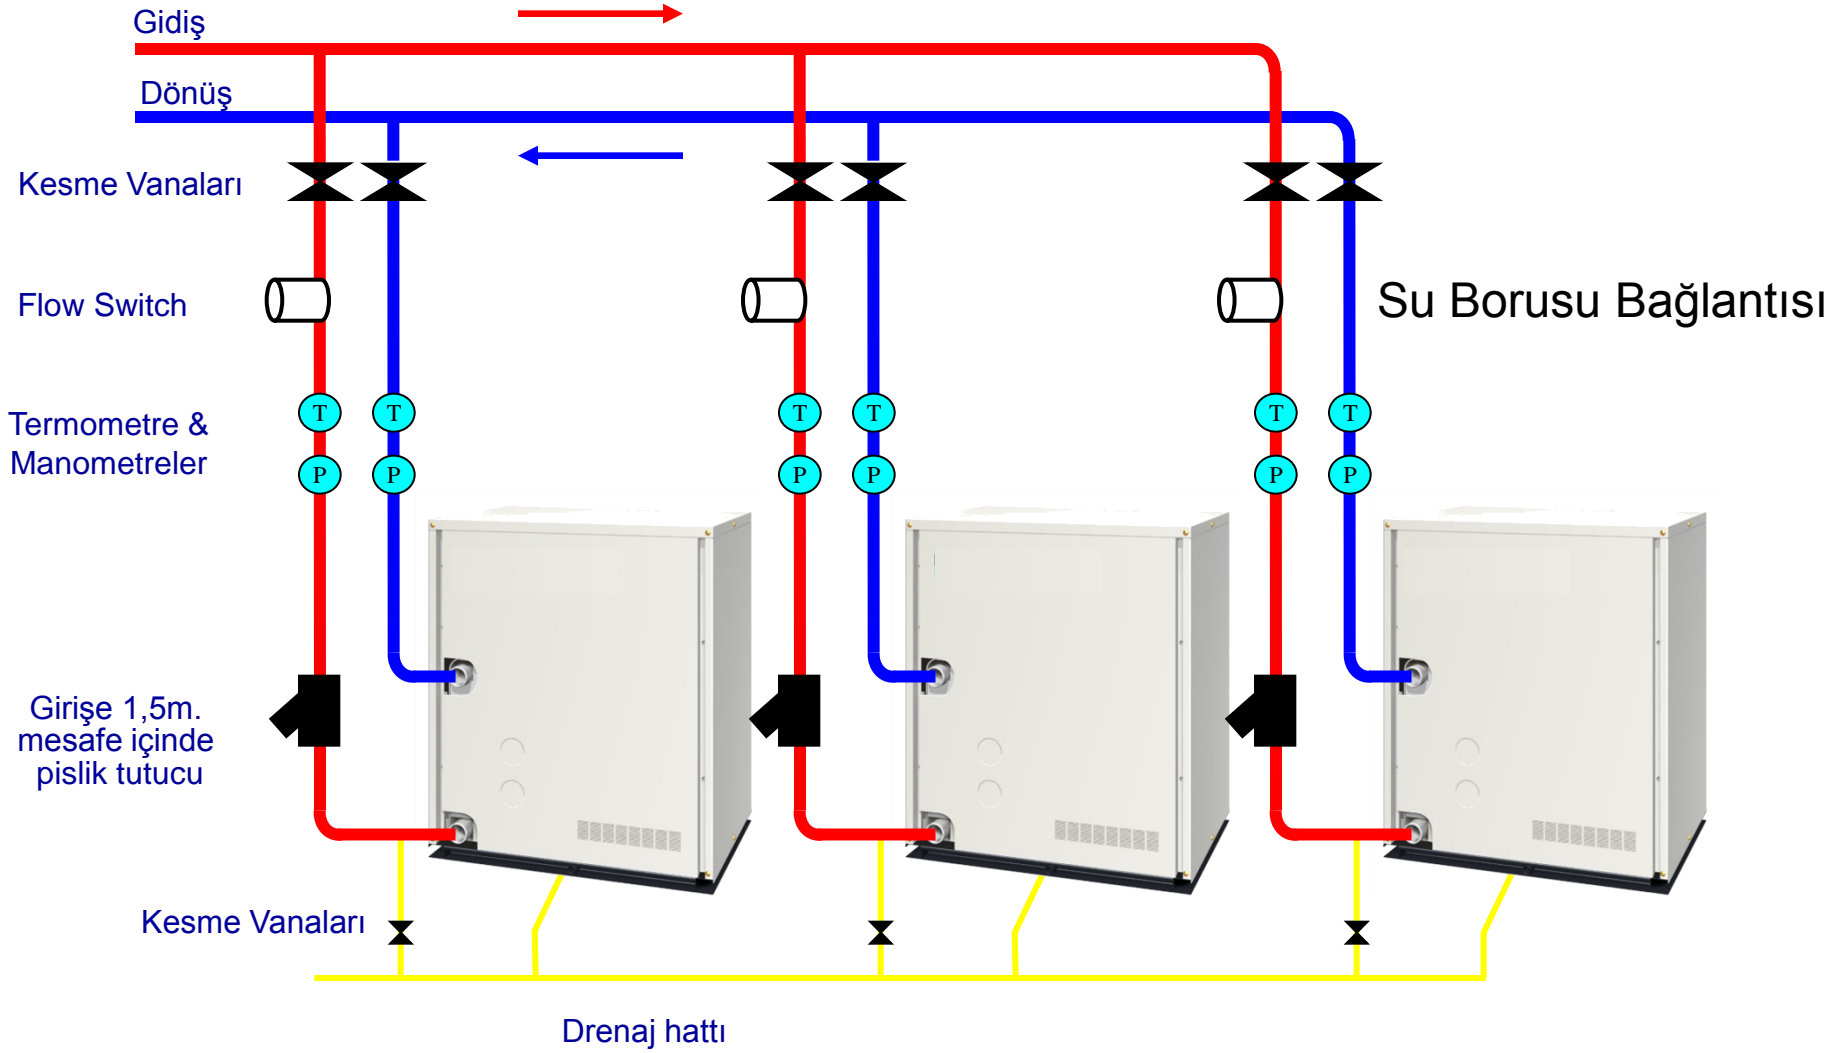 Gidiş
Dönüş
Kesme Vanaları
Flow Switch
Su Borusu Bağlantısı
T T T T T T
Termometre &
Manometreler
P P P P P P
Girişe 1,5m.
mesafe içinde
pislik tutucu
Kesme Vanaları
Drenaj hattı